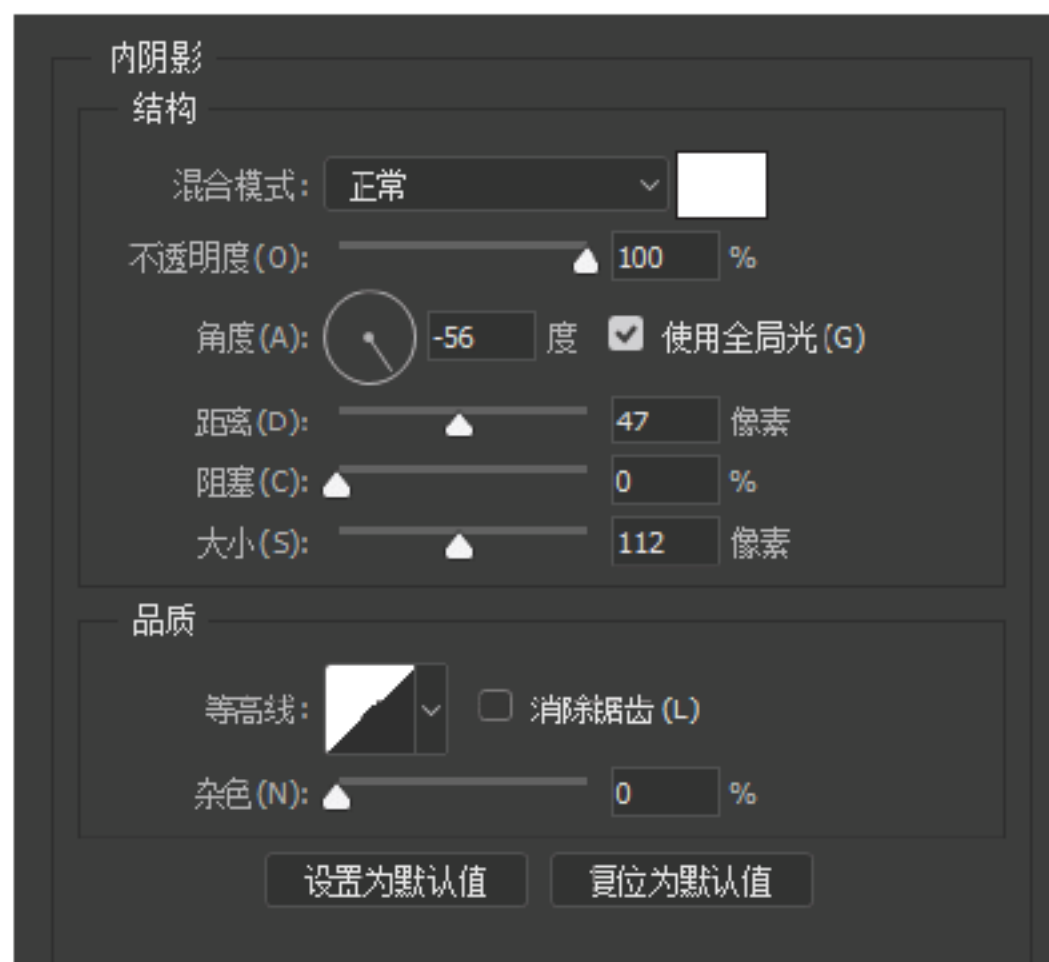 内阴影
结构
混合模式: 正常
不透明度(O): 100 %
角度(A): -56 度 使用全局光(G)
距离(D): 47 像素
阻塞(C): 0 %
大小(S): 112 像素
品质
等高线: 消除锯齿(L)
杂色(N): 0 %
设置为默认值 复位为默认值